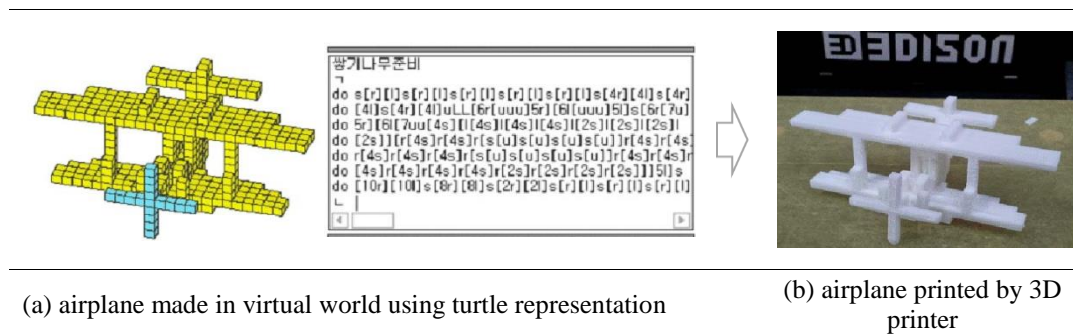 쌍기나무준비
ㄱ
do s[r][l]s[r][l]s[r][l]s[r][l]s[r][l]s[4r][4l]s[4r]
do [4l]s[4r][4l]uLL[6r[uuu]5r][6l[uuu]5l]s[6r[7u]
do 5r][6l[7uu[4s]l[4s]l[4s]l[4s]l[2s]l[2s]l[2s]l
do [2s]][r[4s]r[4s]r[s[u]s[u]s[u]s[u]]r[4s]r[4s]
do r[4s]r[4s]r[4s]r[s[u]s[u]s[u]s[u]]r[4s]r[4s]r
do [4s]r[4s]r[4s]r[4s]r[2s]r[2s]r[2s]r[2s]]]5l]s
do [10r][10l]s[8r][8l]s[2r][2l]s[r][l]s[r][l]s[r][l]
ㄴ
3DISON
(a) airplane made in virtual world using turtle representation
(b) airplane printed by 3D
printer